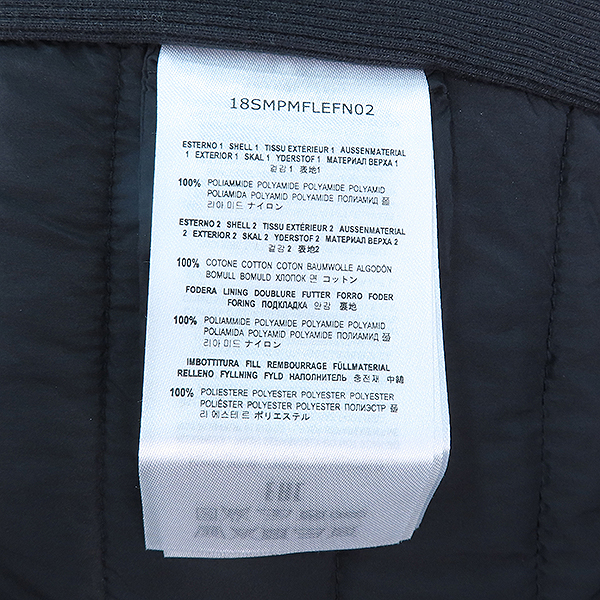 18SMPMFLEFN02
ESTERNO 1 SHELL 1 TISSU EXTÉRIEUR 1 AUSSENMATERIAL
1 EXTERIOR 1 SKAL 1 YDERSTOF 1 МАТЕРИАЛ ВЕРХА 1
겉감 1 表地1
100% POLIAMMIDE POLYAMIDE POLYAMIDE POLYAMID
POLIAMIDA POLYAMID POLYAMIDE ПОЛИАМИД 폴
리아미드 ナイロン
ESTERNO 2 SHELL 2 TISSU EXTÉRIEUR 2 AUSSENMATERIAL
2 EXTERIOR 2 SKAL 2 YDERSTOF 2 МАТЕРИАЛ ВЕРХА 2
겉감 2 表地2
100% COTONE COTTON COTON BAUMWOLLE ALGODÓN
BOMULL BOMULD ХЛОПОК 면 コットン
FODERA LINING DOUBLURE FUTTER FORRO FODER
FORING ПОДКЛАДКА 안감 裏地
100% POLIAMMIDE POLYAMIDE POLYAMIDE POLYAMID
POLIAMIDA POLYAMID POLYAMIDE ПОЛИАМИД 폴
리아미드 ナイロン
IMBOTTITURA FILL REMBOURRAGE FÜLLMATERIAL
RELLENO FYLLNING FYLD НАПОЛНИТЕЛЬ 충전재 中綿
100% POLIESTERE POLYESTER POLYESTER POLYESTER
POLIÉSTER POLYESTER POLYESTER ПОЛИЭСТР 폴
리에스테르 ポリエステル